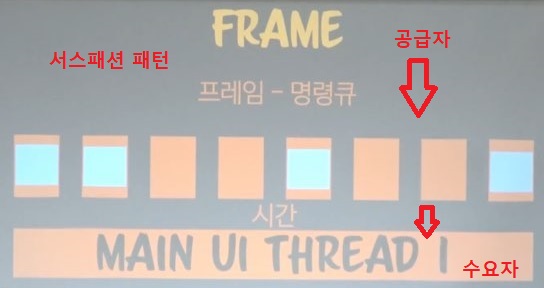 FRAME
공급자
서스패션 패턴
프레임 - 명령큐
시간
MAIN UI THREAD I
수요자